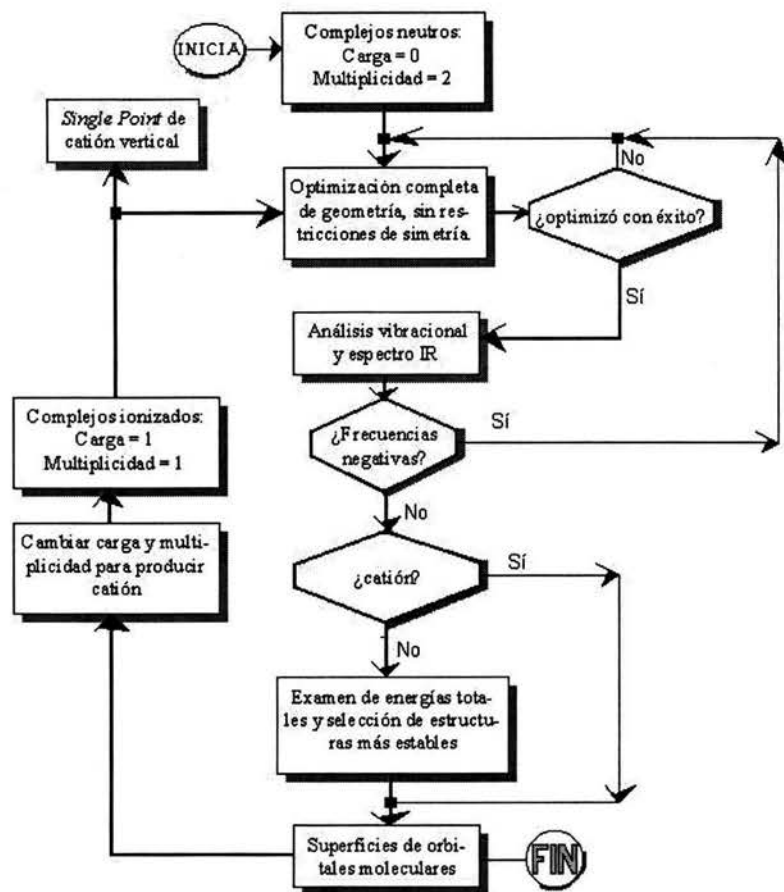 INICIA
Complejos neutros:
Carga = 0
Multiplicidad = 2
Single Point de
catión vertical
No
Optimización completa
de geometría, sin res-
tricciones de simetría.
¿optimizó con éxito?
Sí
Análisis vibracional
y espectro IR
¿Frecuencias
negativas?
Sí
No
Complejos ionizados:
Carga = 1
Multiplicidad = 1
Cambiar carga y multi-
plicidad para producir
catión
¿catión?
Sí
No
Examen de energías tota-
les y selección de estructu-
ras más estables
Superficies de orbi-
tales moleculares
FIN